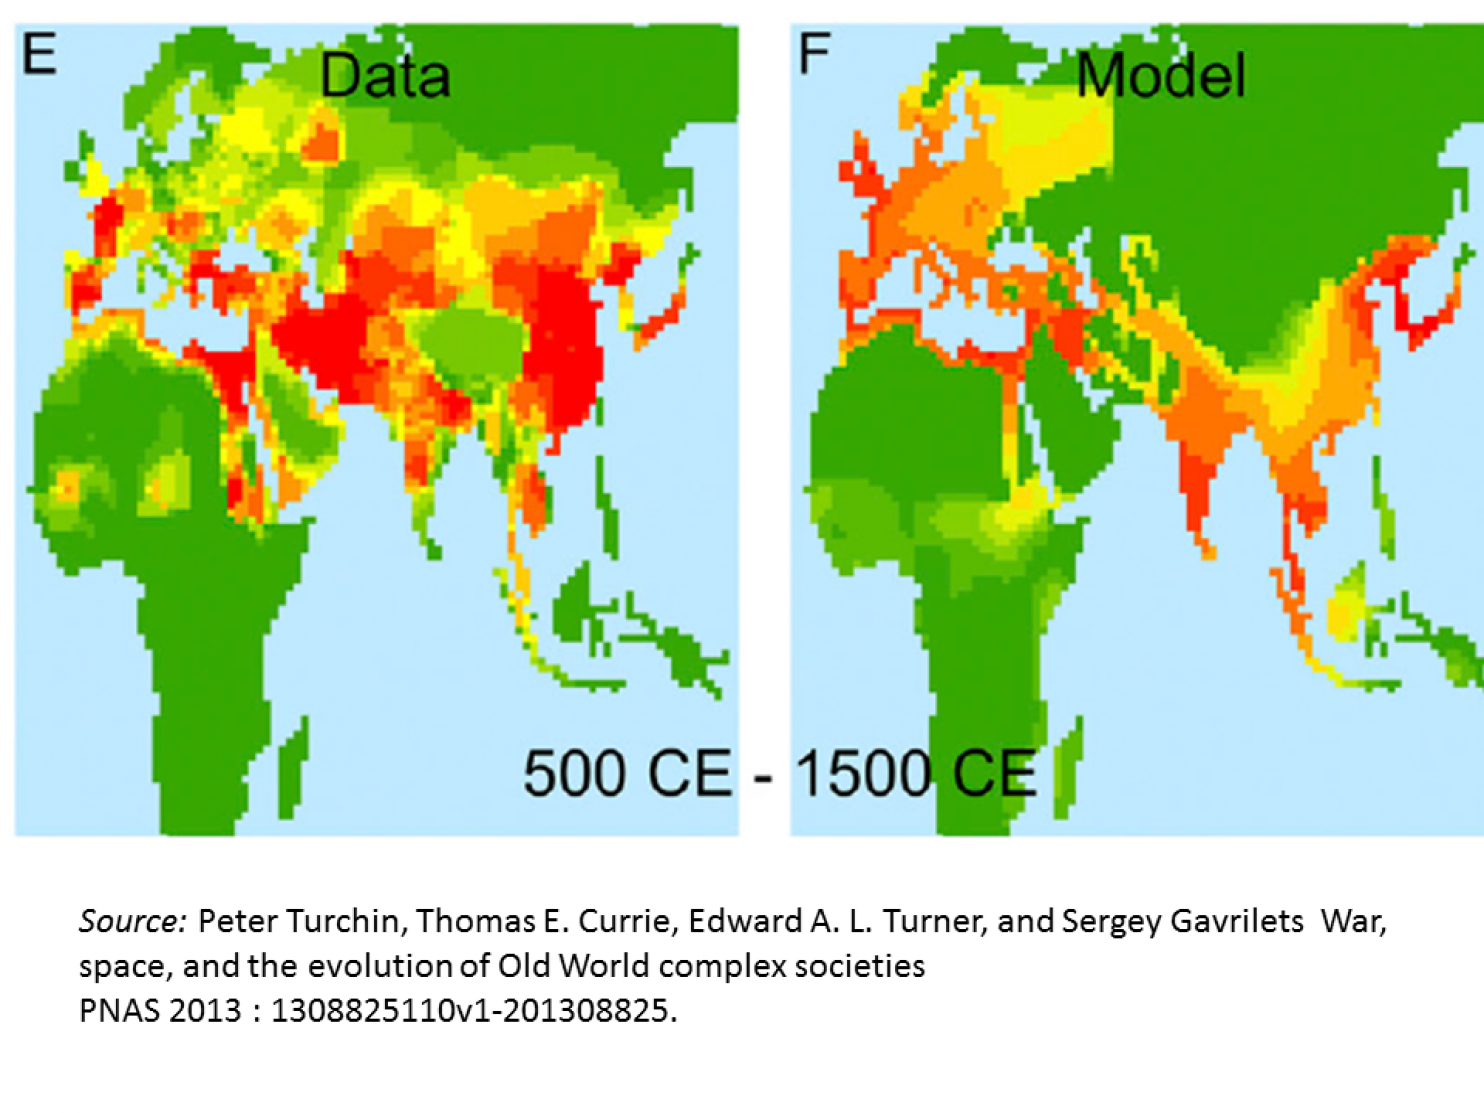 E
Data
F
Model
500 CE - 1500 CE
Source: Peter Turchin, Thomas E. Currie, Edward A. L. Turner, and Sergey Gavrilets  War,
space, and the evolution of Old World complex societies
PNAS 2013 : 1308825110v1-201308825.